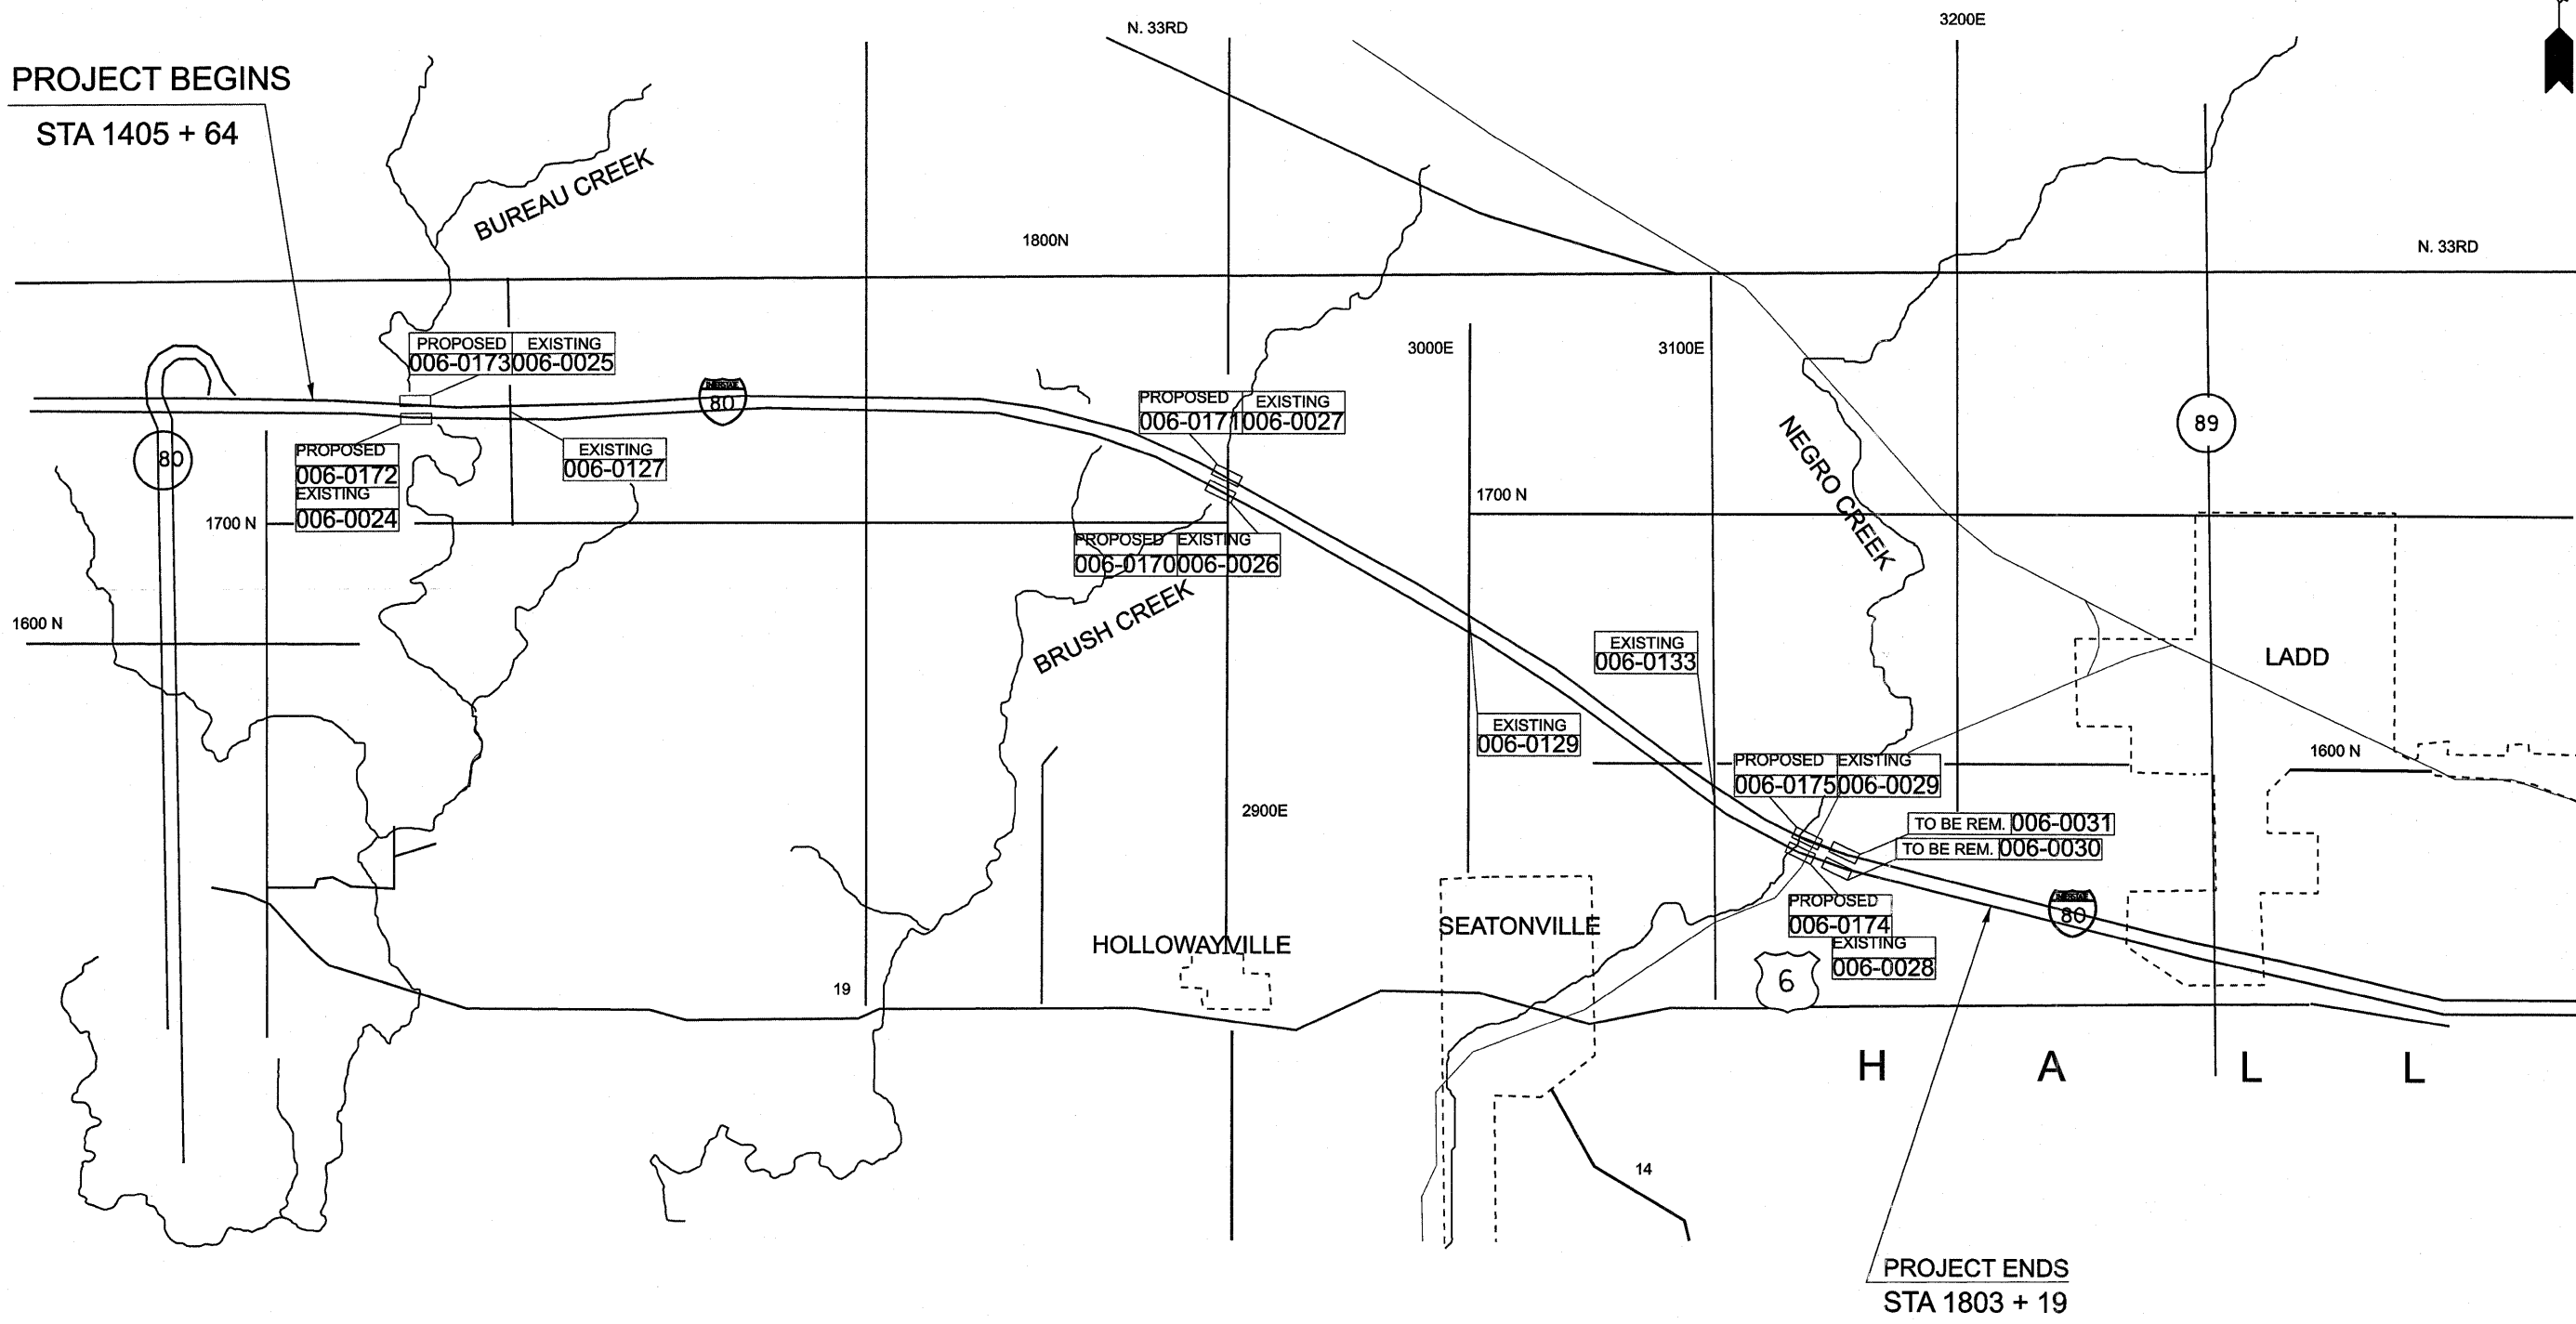 N. 33RD
3200E
PROJECT BEGINS
STA 1405 + 64
BUREAU CREEK
1800N
N. 33RD
PROPOSED EXISTING
006-0173 006-0025
3000E
3100E
INTERSTATE
80
PROPOSED EXISTING
006-0171 006-0027
89
80
PROPOSED
006-0172
EXISTING
006-0024
EXISTING
006-0127
NEGRO CREEK
1700 N
1700 N
PROPOSED EXISTING
006-0170 006-0026
BRUSH CREEK
1600 N
EXISTING
006-0133
LADD
EXISTING
006-0129
1600 N
PROPOSED EXISTING
006-0175 006-0029
2900E
TO BE REM. 006-0031
TO BE REM. 006-0030
PROPOSED
006-0174
EXISTING
006-0028
INTERSTATE
80
HOLLOWAYVILLE
SEATONVILLE
19
6
H A L L
14
PROJECT ENDS
STA 1803 + 19